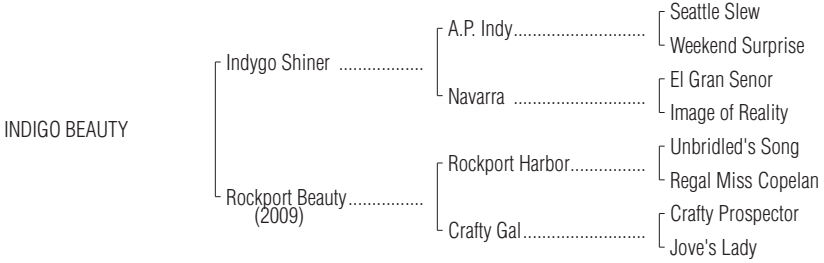 Seattle Slew
A.P. Indy..............................
Weekend Surprise
Indygo Shiner ..................
El Gran Senor
Navarra ..............................
Image of Reality
INDIGO BEAUTY
Unbridled's Song
Rockport Harbor.................
Regal Miss Copelan
Rockport Beauty.................
(2009)
Crafty Prospector
Crafty Gal............................
Jove's Lady